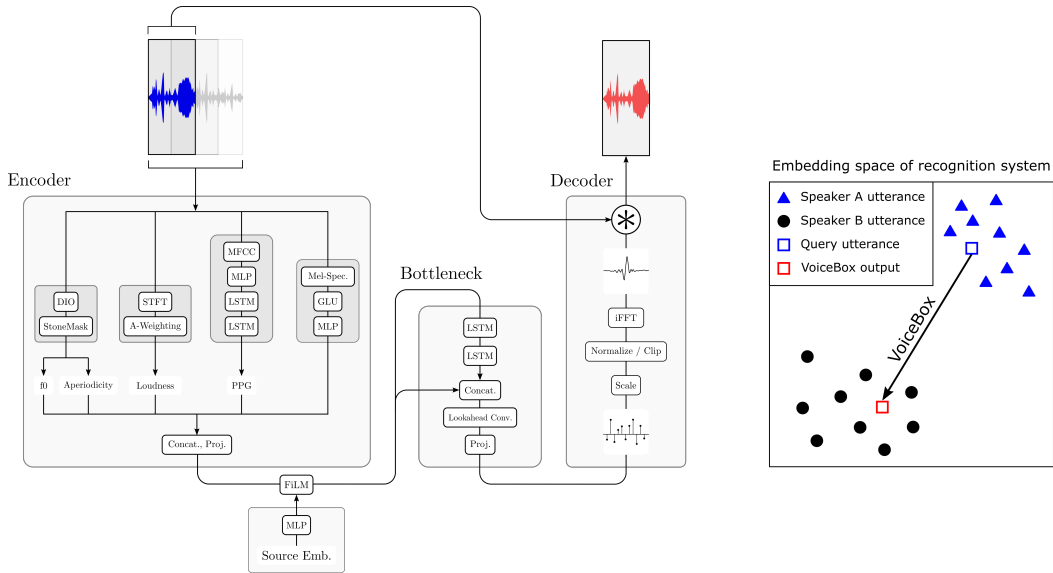 Encoder
DIO
StoneMask
f0
Aperiodicity
STFT
A-Weighting
Loudness
MFCC
MLP
LSTM
LSTM
PPG
Mel-Spec.
GLU
MLP
Concat., Proj.
FiLM
MLP
Source Emb.
Bottleneck
LSTM
LSTM
Concat.
Lookahead Conv.
Proj.
Decoder
iFFT
Normalize / Clip
Scale
Embedding space of recognition system
Speaker A utterance
Speaker B utterance
Query utterance
VoiceBox output
VoiceBox